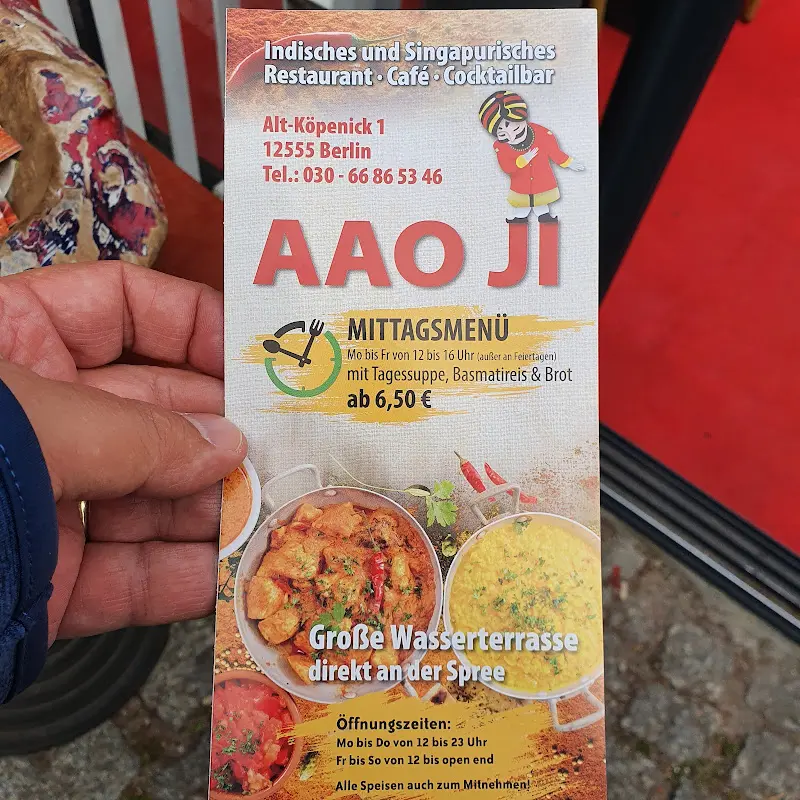 Indisches und Singapurisches
Restaurant · Café · Cocktailbar
Alt-Köpenick 1
12555 Berlin
Tel.: 030 - 66 86 53 46
AAO JI
MITTAGSMENÜ
Mo bis Fr von 12 bis 16 Uhr (außer an Feiertagen)
mit Tagessuppe, Basmatireis & Brot
ab 6,50 €
Große Wasserterrasse
direkt an der Spree
Öffnungszeiten:
Mo bis Do von 12 bis 23 Uhr
Fr bis So von 12 bis open end
Alle Speisen auch zum Mitnehmen!